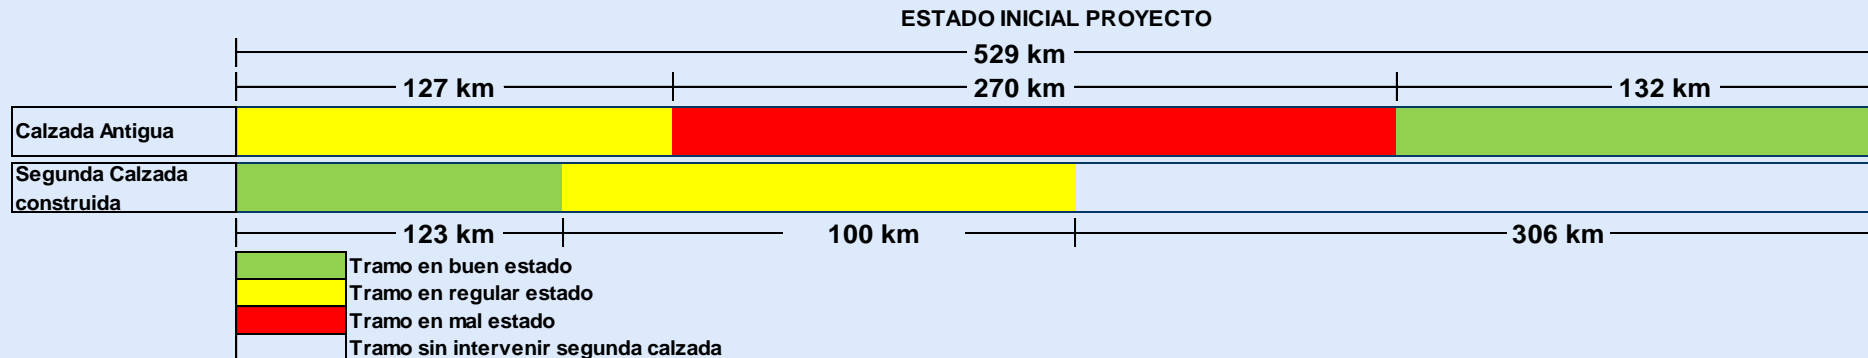 ESTADO INICIAL PROYECTO
529 km
127 km 270 km 132 km
Calzada Antigua
Segunda Calzada
construida
123 km 100 km 306 km
Tramo en buen estado
Tramo en regular estado
Tramo en mal estado
Tramo sin intervenir segunda calzada